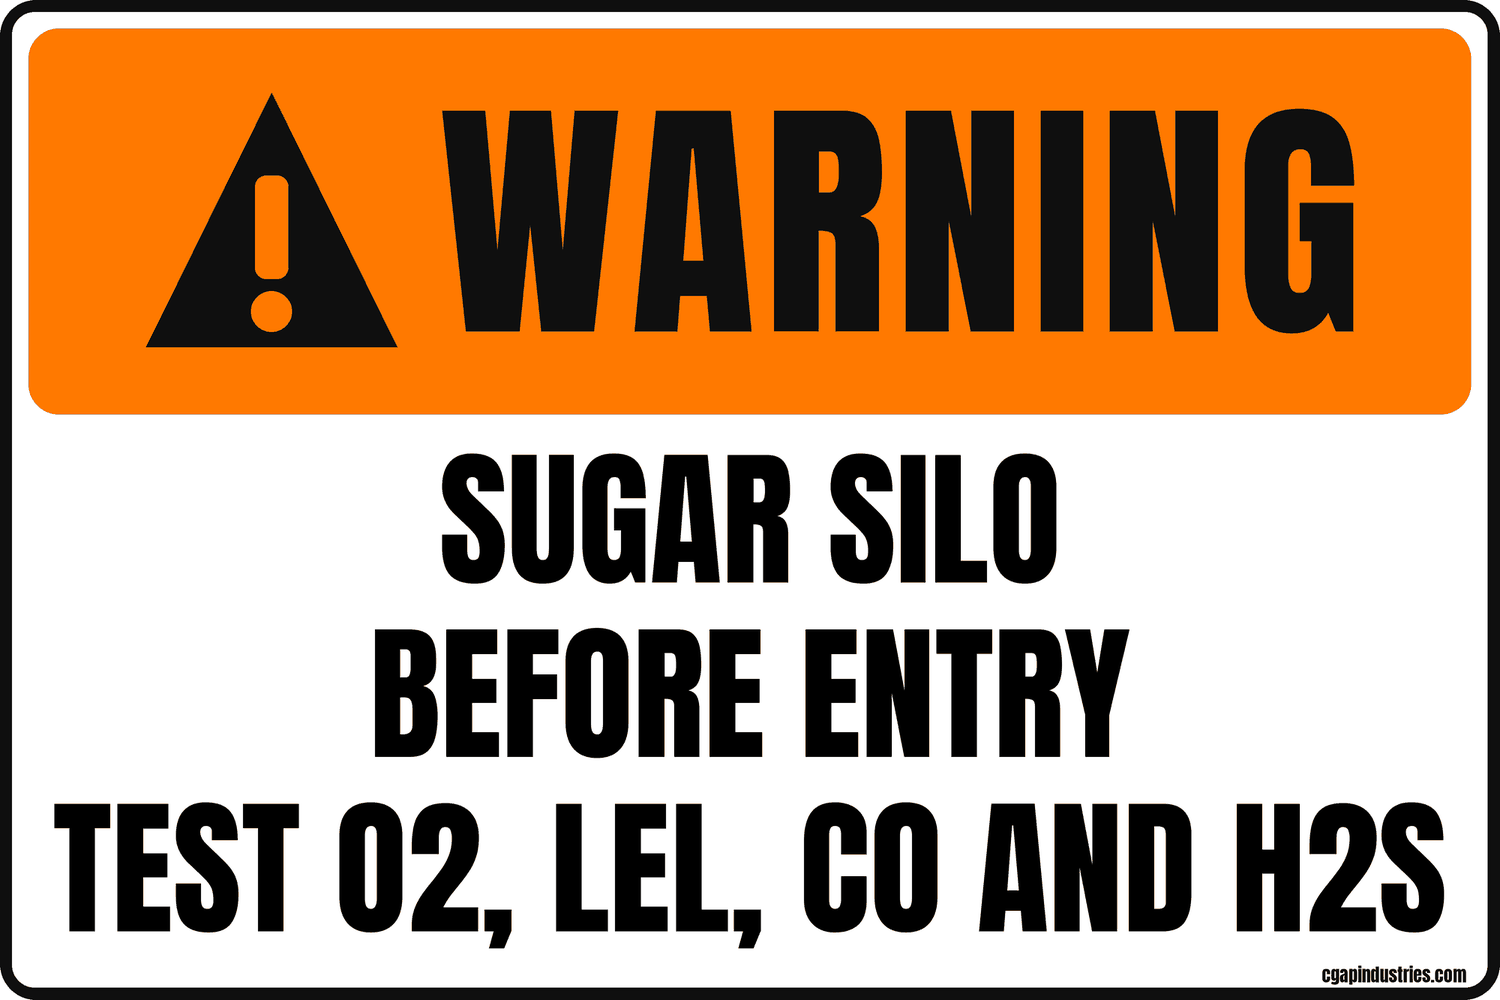 WARNING
SUGAR SILO
BEFORE ENTRY
TEST O2, LEL, CO AND H2S
cgapindustries.com